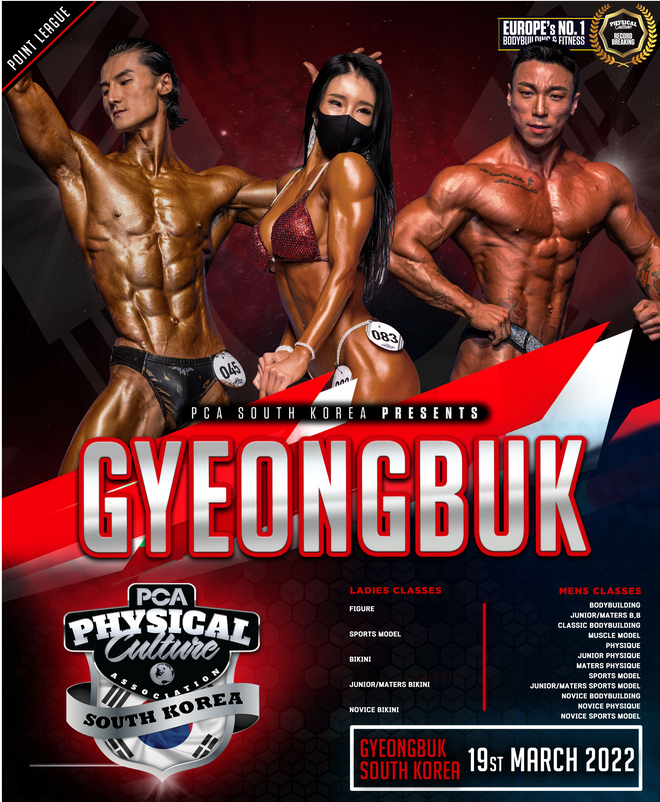 POINT LEAGUE
EUROPE's NO.1
BODYBUILDING & FITNESS
PHYSICAL
Culture
RECORD
BREAKING
045
083
PCA SOUTH KOREA PRESENTS
GYEONGBUK
PCA
PHYSICAL
Culture
ASSOCIATION
SOUTH KOREA
LADIES CLASSES
FIGURE
SPORTS MODEL
BIKINI
JUNIOR/MATERS BIKINI
NOVICE BIKINI
MENS CLASSES
BODYBUILDING
JUNIOR/MATERS B,B
CLASSIC BODYBUILDING
MUSCLE MODEL
PHYSIQUE
JUNIOR PHYSIQUE
MATERS PHYSIQUE
SPORTS MODEL
JUNIOR/MATERS SPORTS MODEL
NOVICE BODYBUILDING
NOVICE PHYSIQUE
NOVICE SPORTS MODEL
GYEONGBUK
SOUTH KOREA
19ST MARCH 2022